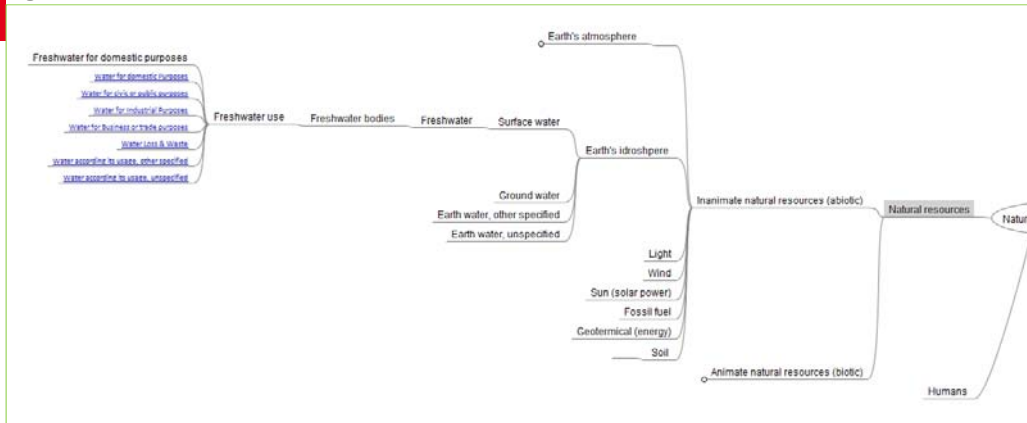 Earth's atmosphere
Freshwater for domestic purposes
Water for domestic Purposes
Water for civic or public purposes
Water for Industrial Purposes
Water for Business or trade purposes
Water Loss & Waste
Water according its usage, other specified
Water according its usage, unspecified
Freshwater use
Freshwater bodies
Freshwater
Surface water
Earth's idroshpere
Ground water
Earth water, other specified
Earth water, unspecified
Inanimate natural resources (abiotic)
Natural resources
Natur
Light
Wind
Sun (solar power)
Fossil fuel
Geotermical (energy)
Soil
Animate natural resources (biotic)
Humans